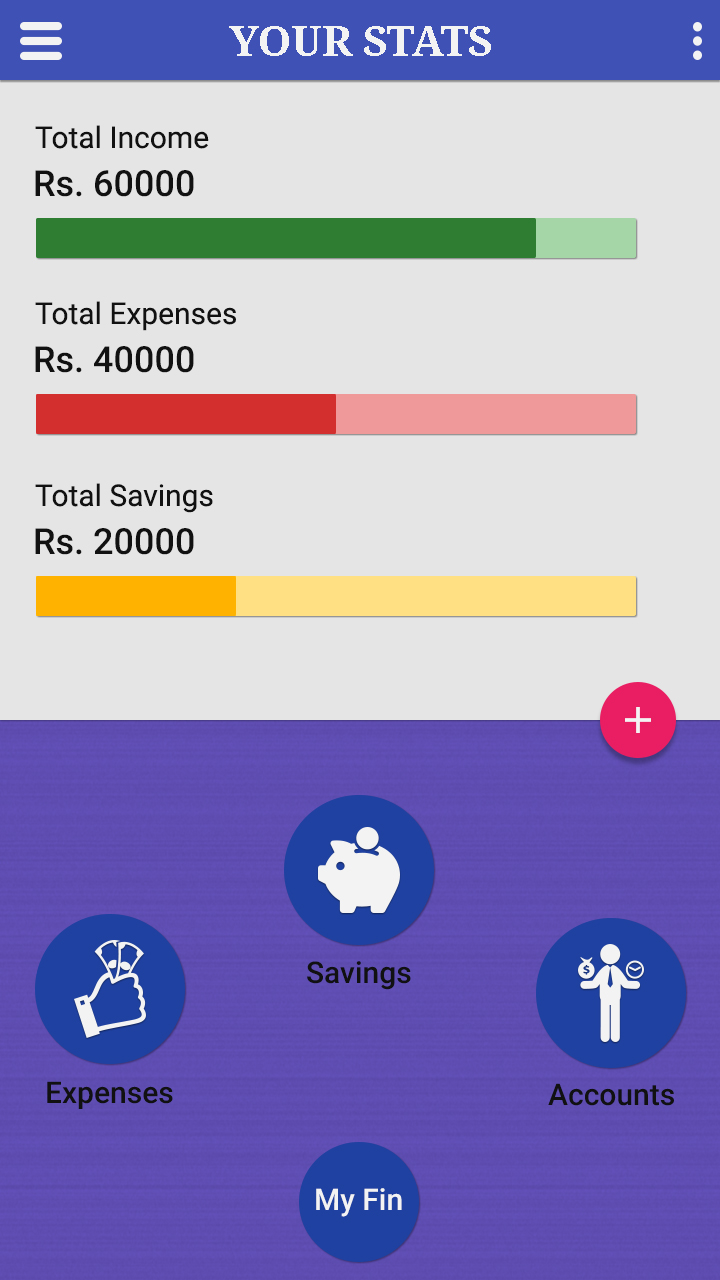 YOUR STATS
Total Income
Rs. 60000
Total Expenses
Rs. 40000
Total Savings
Rs. 20000
+
Savings
$
Expenses
Accounts
My Fin